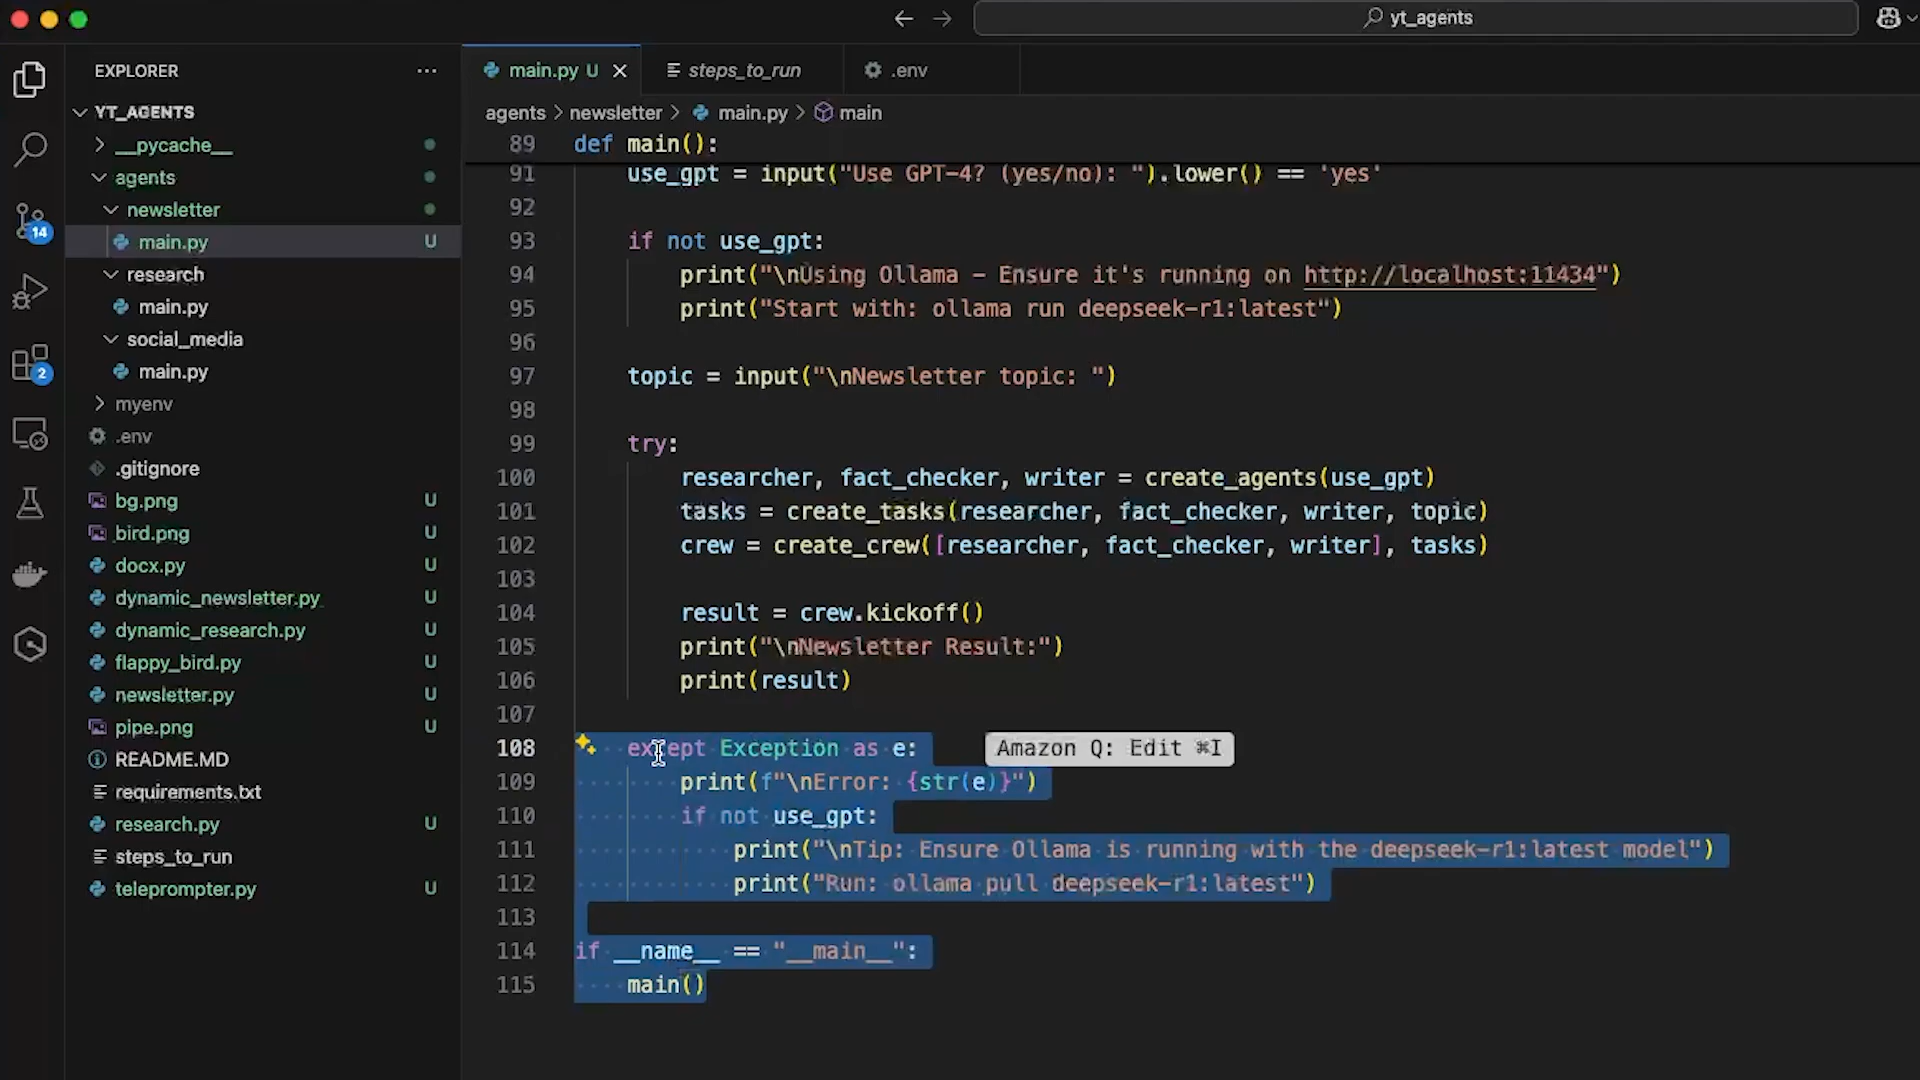 yt_agents
EXPLORER
main.py U
steps_to_run
.env
YT_AGENTS
agents > newsletter > main.py > main
__pycache__
agents
newsletter
main.py U
research
main.py
social_media
main.py
myenv
.env
.gitignore
bg.png U
bird.png U
docx.py U
dynamic_newsletter.py U
dynamic_research.py U
flappy_bird.py U
newsletter.py U
pipe.png U
README.MD
requirements.txt
research.py U
steps_to_run
teleprompter.py U
14
2
89 def main():
91 use_gpt = input("Use GPT-4? (yes/no): ").lower() == 'yes'
92
93 if not use_gpt:
94 print("\nUsing Ollama – Ensure it's running on http://localhost:11434")
95 print("Start with: ollama run deepseek-r1:latest")
96
97 topic = input("\nNewsletter topic: ")
98
99 try:
100 researcher, fact_checker, writer = create_agents(use_gpt)
101 tasks = create_tasks(researcher, fact_checker, writer, topic)
102 crew = create_crew([researcher, fact_checker, writer], tasks)
103
104 result = crew.kickoff()
105 print("\nNewsletter Result:")
106 print(result)
107
108 except Exception as e: Amazon Q: Edit ⌘I
109 print(f"\nError: {str(e)}")
110 if not use_gpt:
111 print("\nTip: Ensure Ollama is running with the deepseek-r1:latest model")
112 print("Run: ollama pull deepseek-r1:latest")
113
114 if __name__ == "__main__":
115 main()